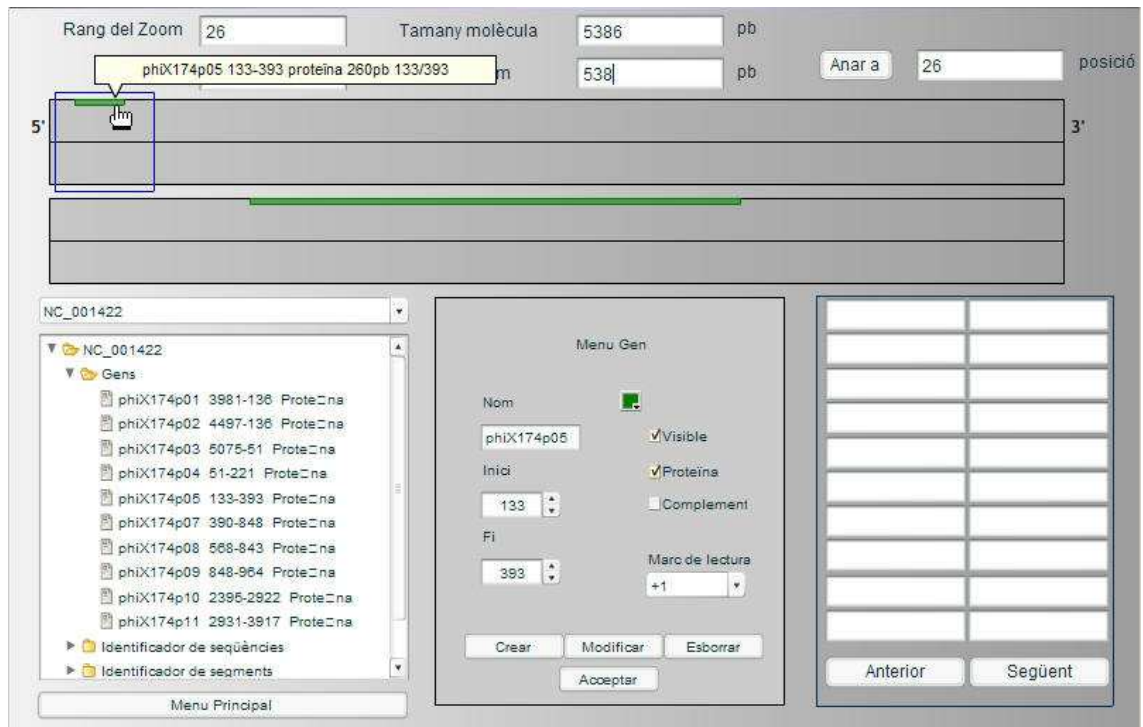 Rang del Zoom 26 Tamany molècula 5386 pb
phiX174p05 133-393 proteïna 260pb 133/393
m 538 pb Anar a 26 posició
5' 3'
NC_001422
NC_001422
Gens
phiX174p01 3981-136 Prote□na
phiX174p02 4497-136 Prote□na
phiX174p03 5075-51 Prote□na
phiX174p04 51-221 Prote□na
phiX174p05 133-393 Prote□na
phiX174p07 390-848 Prote□na
phiX174p08 568-843 Prote□na
phiX174p09 848-964 Prote□na
phiX174p10 2395-2922 Prote□na
phiX174p11 2931-3917 Prote□na
Identificador de seqüències
Identificador de segments
Menu Principal
Menu Gen
Nom
phiX174p05 Visible
Inici Proteïna
133 Complement
Fi
Marc de lectura
393 +1
Crear Modificar Esborrar
Acceptar
Anterior Següent